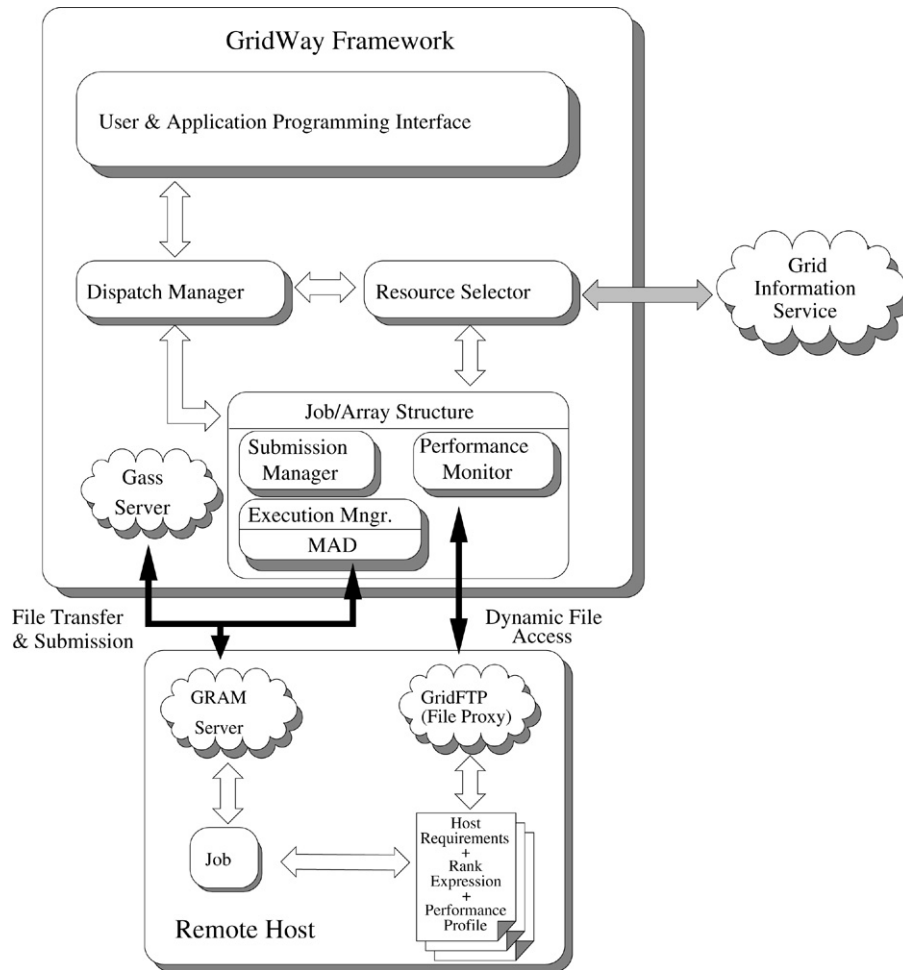 GridWay Framework
User & Application Programming Interface
Dispatch Manager
Resource Selector
Grid
Information
Service
Job/Array Structure
Submission
Manager
Performance
Monitor
Gass
Server
Execution Mngr.
MAD
File Transfer
& Submission
Dynamic File
Access
GRAM
Server
GridFTP
(File Proxy)
Job
Host
Requirements
+
Rank
Expression
+
Performance
Profile
Remote Host